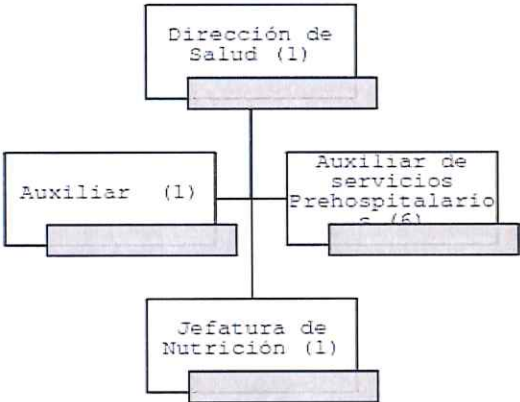 Dirección de
Salud (1)
Auxiliar (1)
Auxiliar de
servicios
Prehospitalario
s (6)
Jefatura de
Nutrición (1)